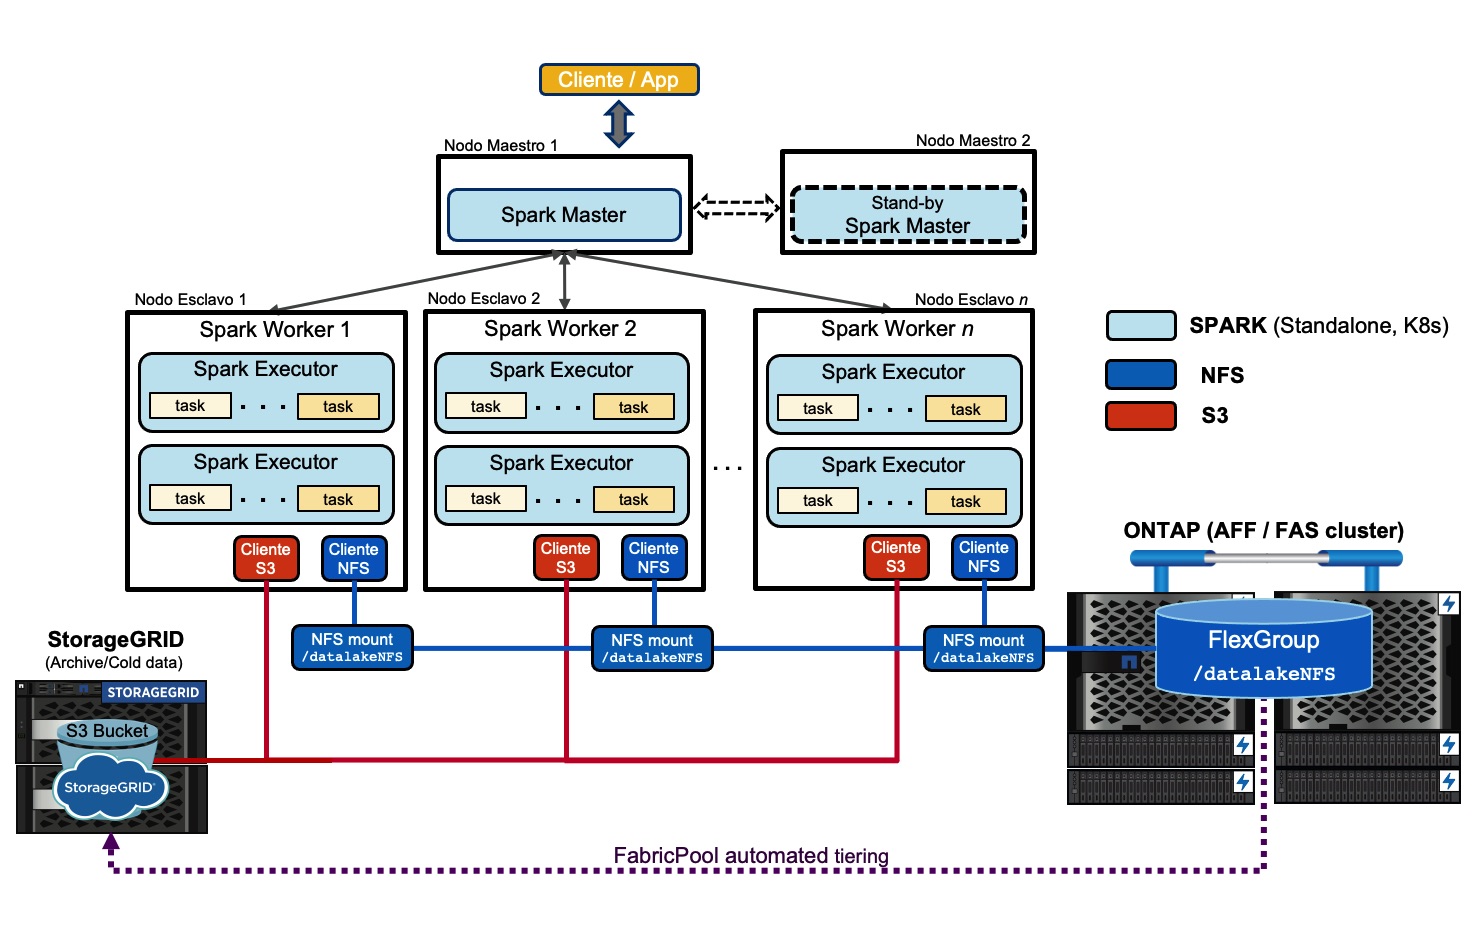 Cliente / App
Nodo Maestro 1
Nodo Maestro 2
Spark Master
Stand-by
Spark Master
Nodo Esclavo 1
Nodo Esclavo 2
Nodo Esclavo n
Spark Worker 1
Spark Worker 2
Spark Worker n
Spark Executor
task . . . task
Spark Executor
task . . . task
Spark Executor
task . . . task
Spark Executor
task . . . task
Spark Executor
task . . . task
Spark Executor
task . . . task
. . .
SPARK (Standalone, K8s)
NFS
S3
Cliente
S3
Cliente
NFS
Cliente
S3
Cliente
NFS
Cliente
S3
Cliente
NFS
ONTAP (AFF / FAS cluster)
StorageGRID
(Archive/Cold data)
NFS mount
/datalakeNFS
NFS mount
/datalakeNFS
NFS mount
/datalakeNFS
FlexGroup
/datalakeNFS
STORAGEGRID
S3 Bucket
StorageGRID
FabricPool automated tiering